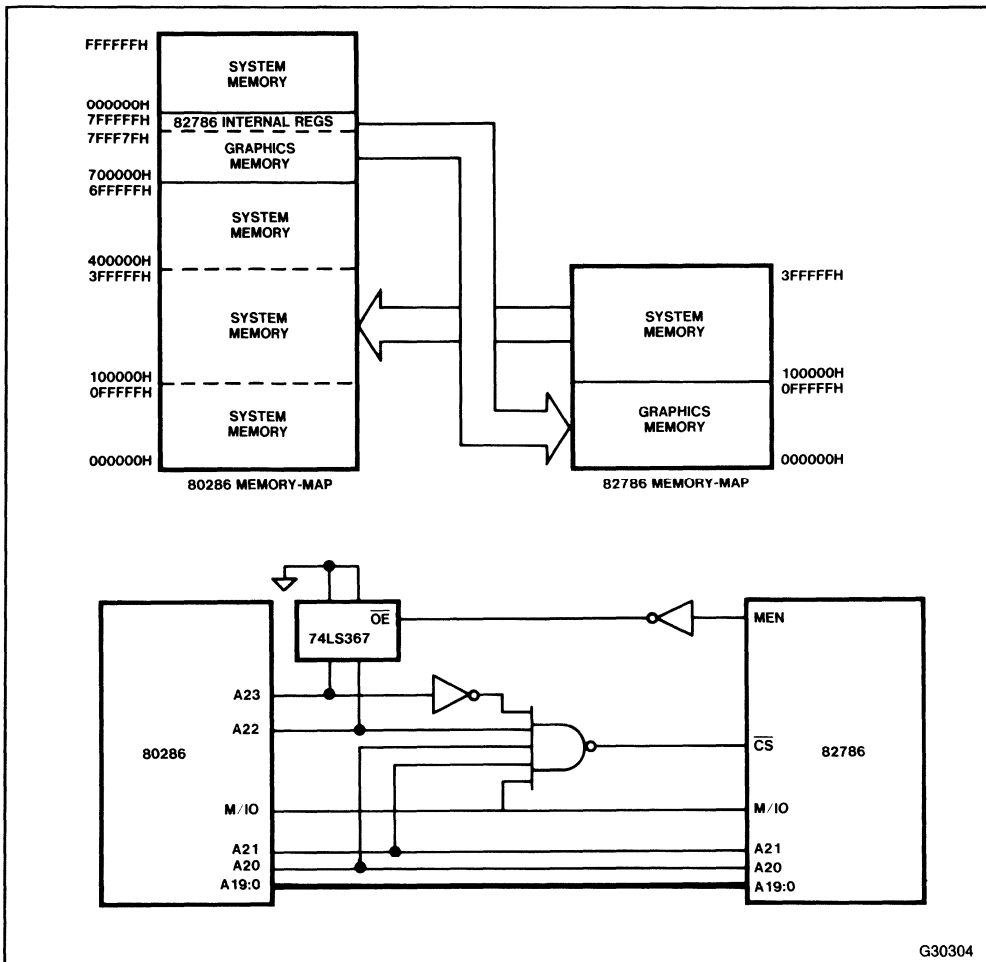 FFFFFFH
SYSTEM
MEMORY
000000H
7FFFFFH
82786 INTERNAL REGS
7FFF7FH
GRAPHICS
MEMORY
700000H
6FFFFFH
SYSTEM
MEMORY
400000H
3FFFFFH
SYSTEM
MEMORY
100000H
0FFFFFH
SYSTEM
MEMORY
000000H
80286 MEMORY-MAP
3FFFFFH
SYSTEM
MEMORY
100000H
0FFFFFH
GRAPHICS
MEMORY
000000H
82786 MEMORY-MAP
OE
74LS367
MEN
A23
A22
80286
CS
82786
M/IO
M/IO
A21
A21
A20
A20
A19:0
A19:0
G30304